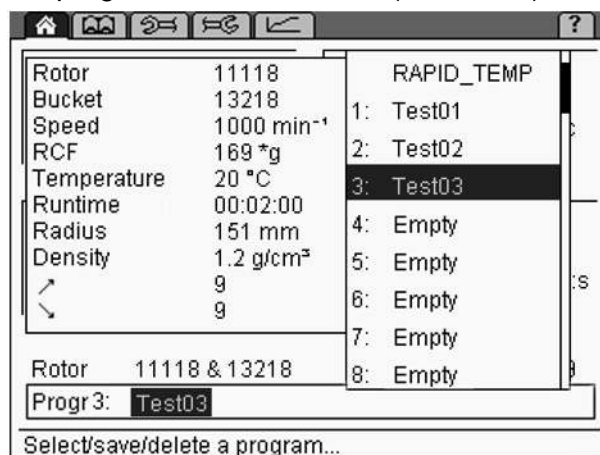 ?
Rotor 11118
Bucket 13218
Speed 1000 min⁻¹
RCF 169 *g
Temperature 20 °C
Runtime 00:02:00
Radius 151 mm
Density 1.2 g/cm³
↗ 9
↘ 9
RAPID_TEMP
1: Test01
2: Test02
3: Test03
4: Empty
5: Empty
6: Empty
7: Empty
8: Empty
Rotor 11118 & 13218
Progr 3: Test03
Select/save/delete a program...